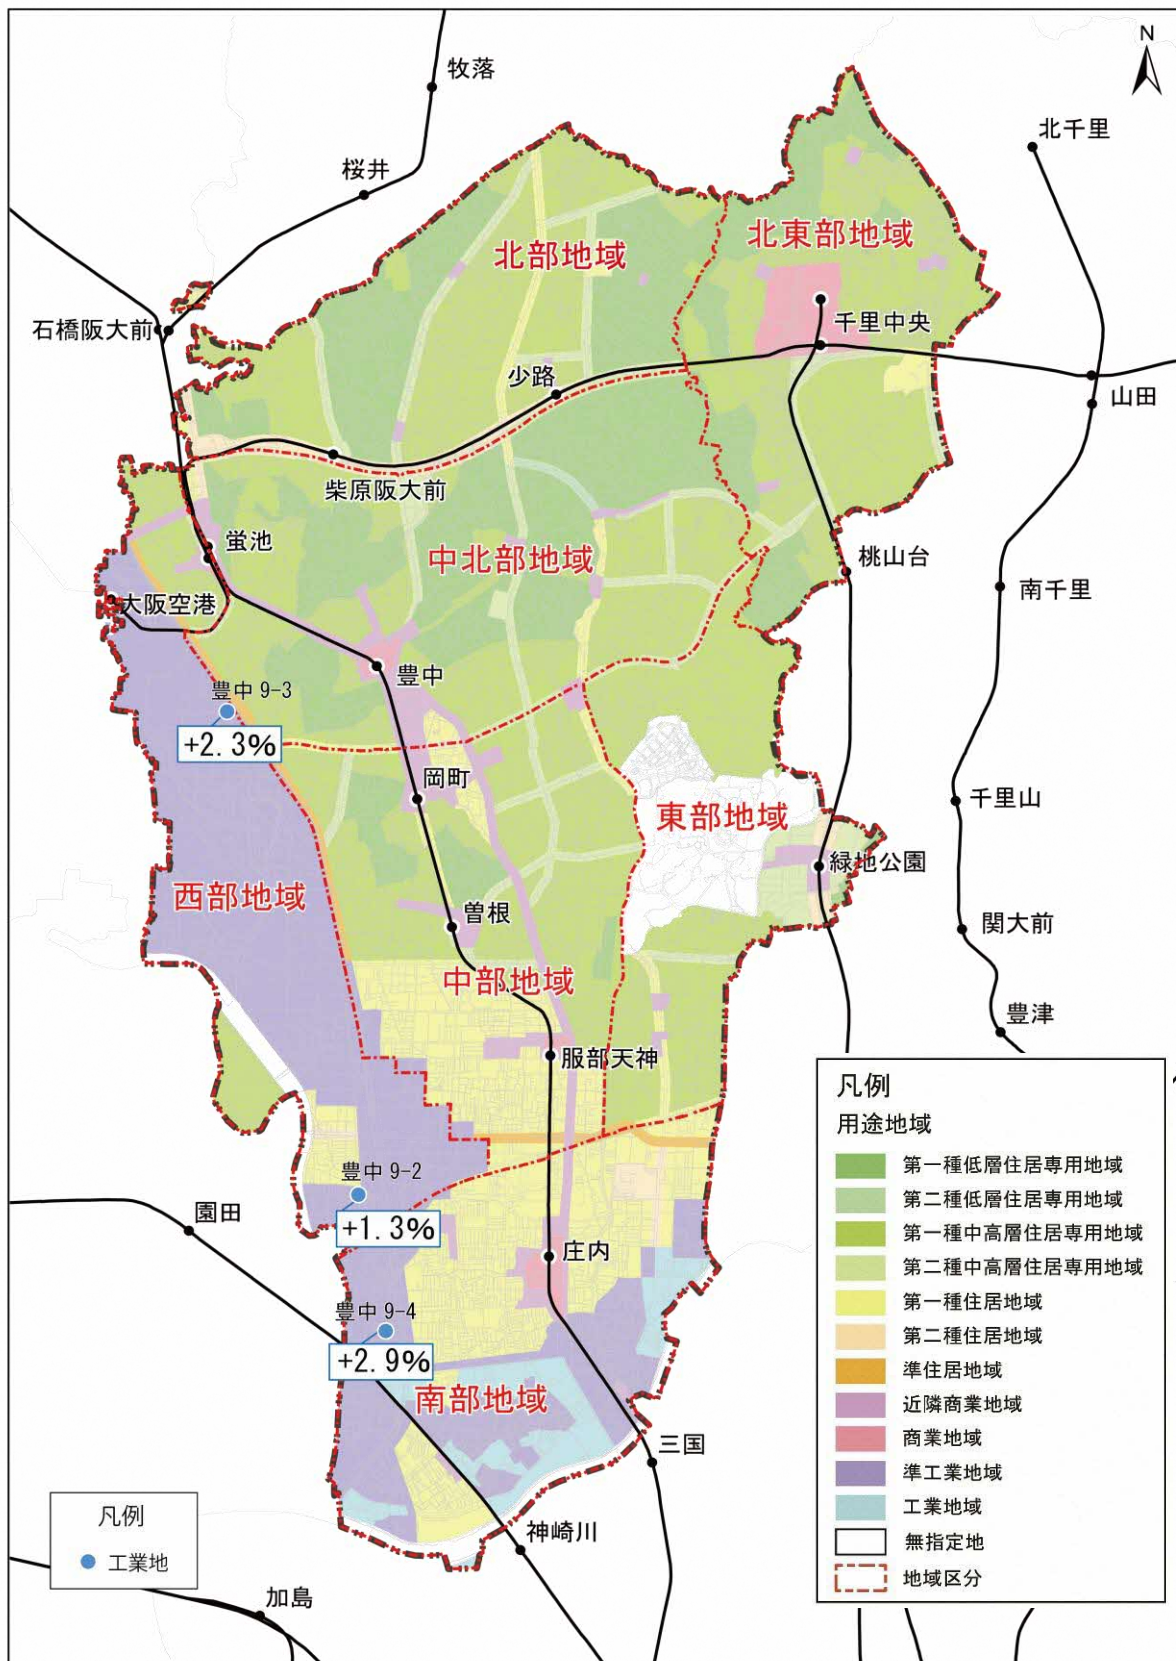 N
牧落
北千里
桜井
北部地域
北東部地域
石橋阪大前
千里中央
少路
山田
柴原阪大前
蛍池
中北部地域
桃山台
大阪空港
南千里
豊中
豊中 9-3
+2.3%
岡町
千里山
東部地域
緑地公園
西部地域
曽根
関大前
中部地域
豊津
服部天神
豊中 9-2
+1.3%
園田
庄内
豊中 9-4
+2.9%
南部地域
三国
神崎川
加島
凡例
用途地域
第一種低層住居専用地域
第二種低層住居専用地域
第一種中高層住居専用地域
第二種中高層住居専用地域
第一種住居地域
第二種住居地域
準住居地域
近隣商業地域
商業地域
準工業地域
工業地域
無指定地
地域区分
凡例
工業地